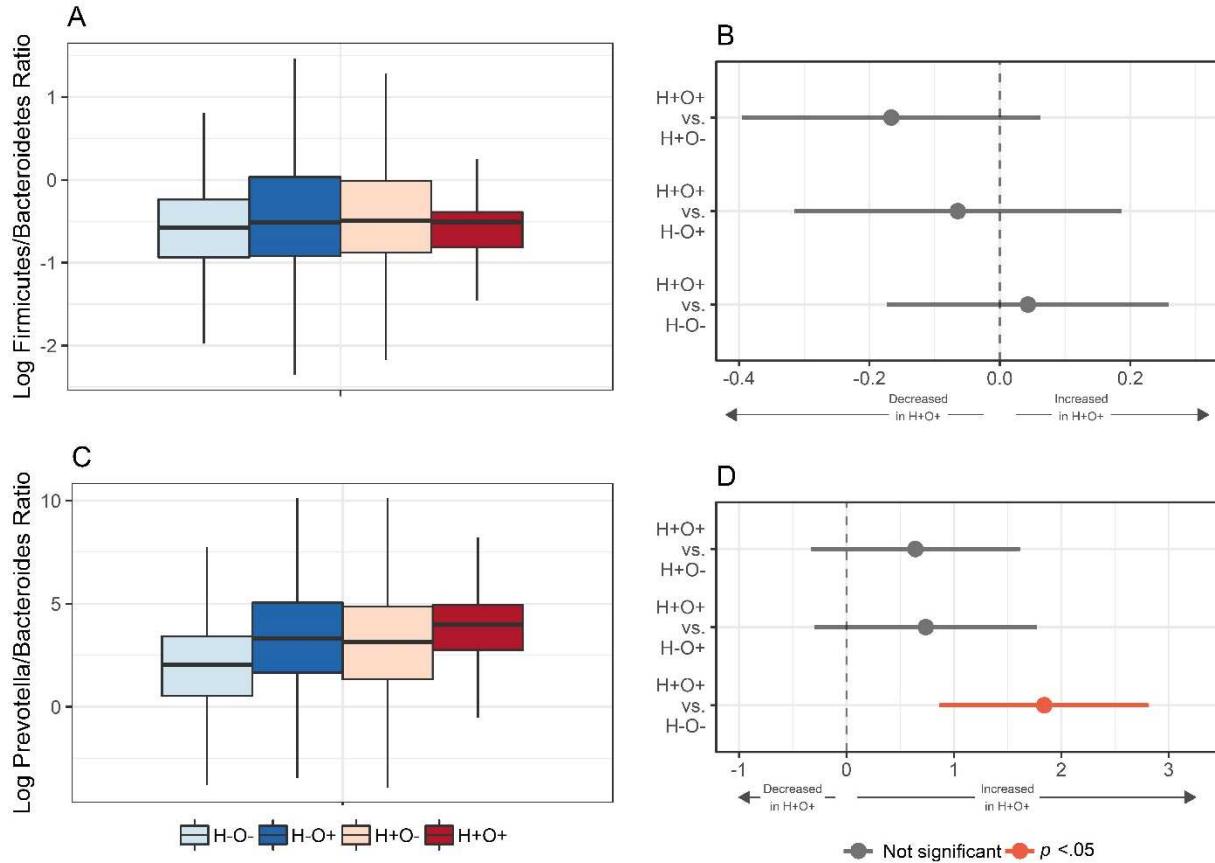 A
Log Firmicutes/Bacteroidetes Ratio
1
0
-1
-2
B
H+O+
vs.
H+O-
H+O+
vs.
H-O+
H+O+
vs.
H-O-
-0.4 -0.2 0.0 0.2
Decreased
in H+O+
Increased
in H+O+
C
Log Prevotella/Bacteroides Ratio
10
5
0
H-O- H-O+ H+O- H+O+
D
H+O+
vs.
H+O-
H+O+
vs.
H-O+
H+O+
vs.
H-O-
-1 0 1 2 3
Decreased
in H+O+
Increased
in H+O+
Not significant p <.05